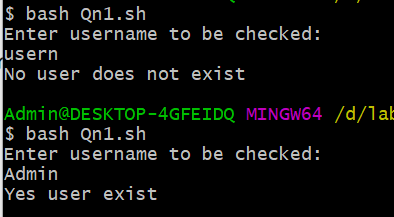 $ bash Qn1.sh
Enter username to be checked:
usern
No user does not exist
Admin@DESKTOP-4GFEIDQ MINGW64 /d/lab
$ bash Qn1.sh
Enter username to be checked:
Admin
Yes user exist